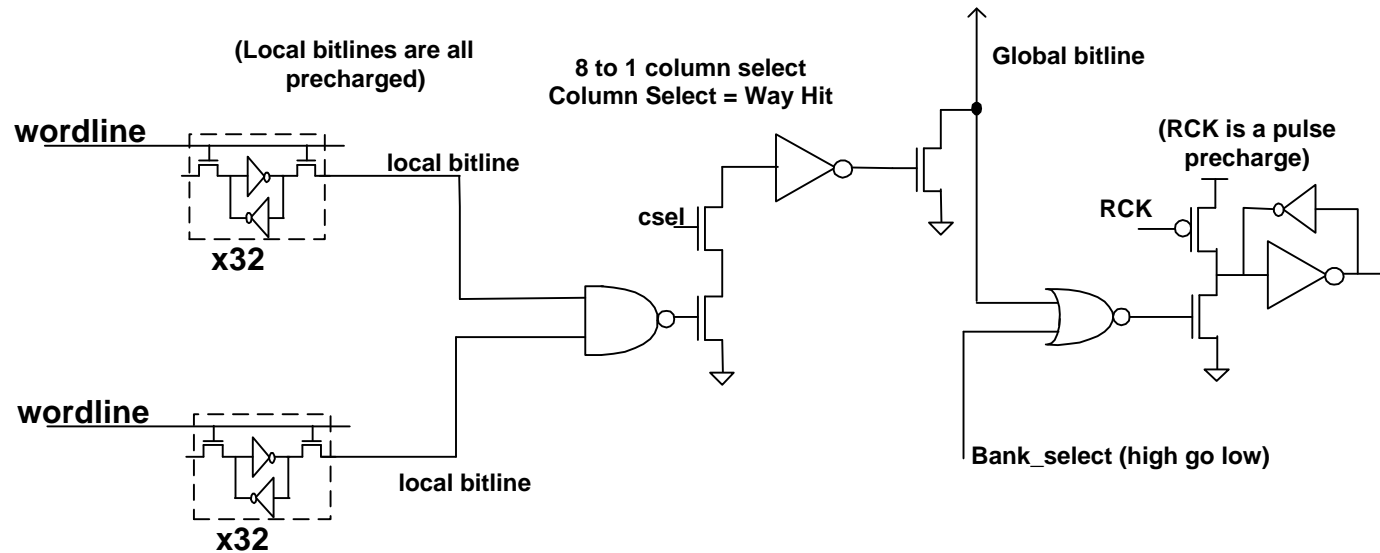 (Local bitlines are all
precharged)
8 to 1 column select
Column Select = Way Hit
Global bitline
wordline
local bitline
x32
csel
(RCK is a pulse
precharge)
RCK
wordline
local bitline
x32
Bank_select (high go low)